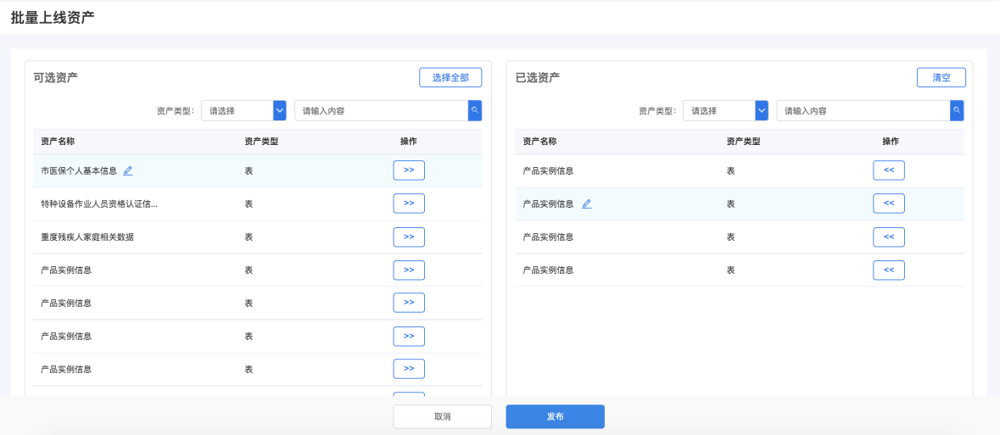 批量上线资产
可选资产
选择全部
资产类型: 请选择 请输入内容
资产名称 资产类型 操作
市医保个人基本信息 表 >>
特种设备作业人员资格认证信... 表 >>
重度残疾人家庭相关数据 表 >>
产品实例信息 表 >>
产品实例信息 表 >>
产品实例信息 表 >>
产品实例信息 表 >>
已选资产
清空
资产类型: 请选择 请输入内容
资产名称 资产类型 操作
产品实例信息 表 <<
产品实例信息 表 <<
产品实例信息 表 <<
产品实例信息 表 <<
取消 发布